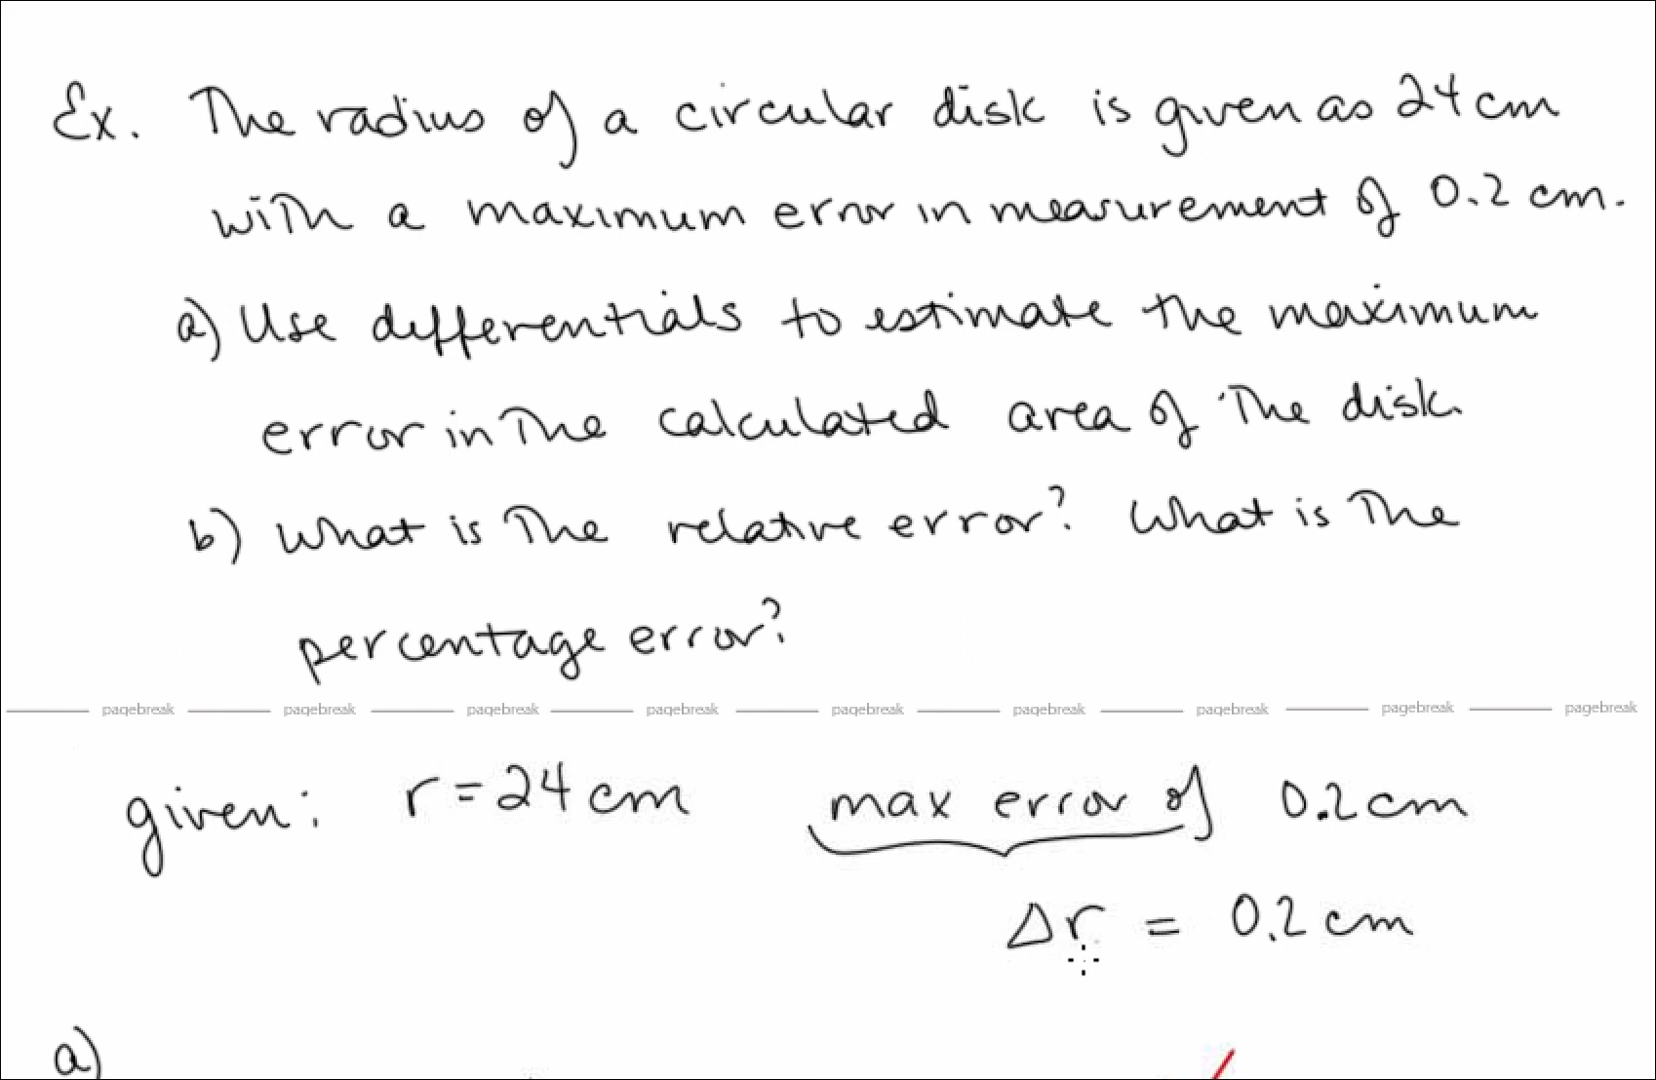 Ex. The radius of a circular disk is given as 24 cm
with a maximum error in measurement of 0.2 cm.
a) Use differentials to estimate the maximum
error in the calculated area of the disk.
b) What is the relative error? What is the
percentage error?
pagebreak pagebreak pagebreak pagebreak pagebreak pagebreak pagebreak pagebreak pagebreak
given: r = 24 cm max error of 0.2 cm
Δr = 0.2 cm
a)